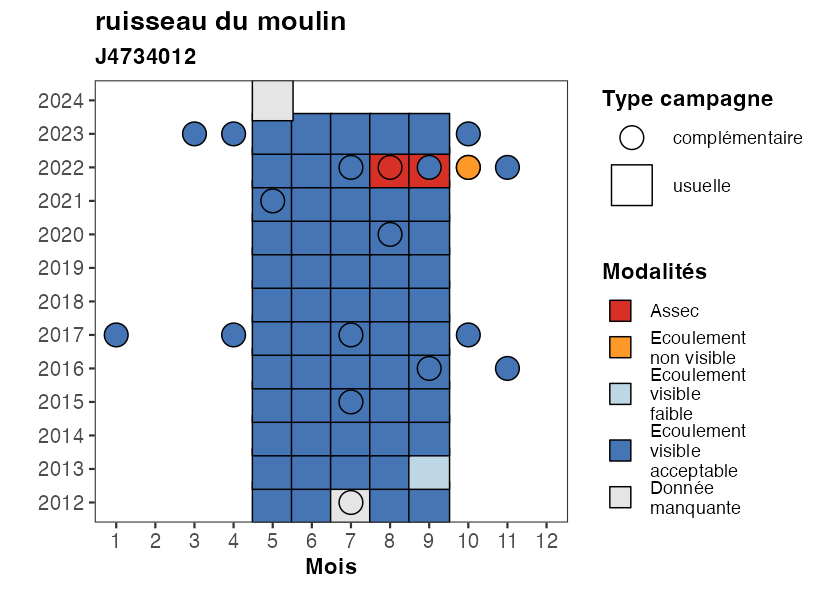 ruisseau du moulin
J4734012
2024
2023
2022
2021
2020
2019
2018
2017
2016
2015
2014
2013
2012
1 2 3 4 5 6 7 8 9 10 11 12
Mois
Type campagne
complémentaire
usuelle
Modalités
Assec
Ecoulement
non visible
Ecoulement
visible
faible
Ecoulement
visible
acceptable
Donnée
manquante